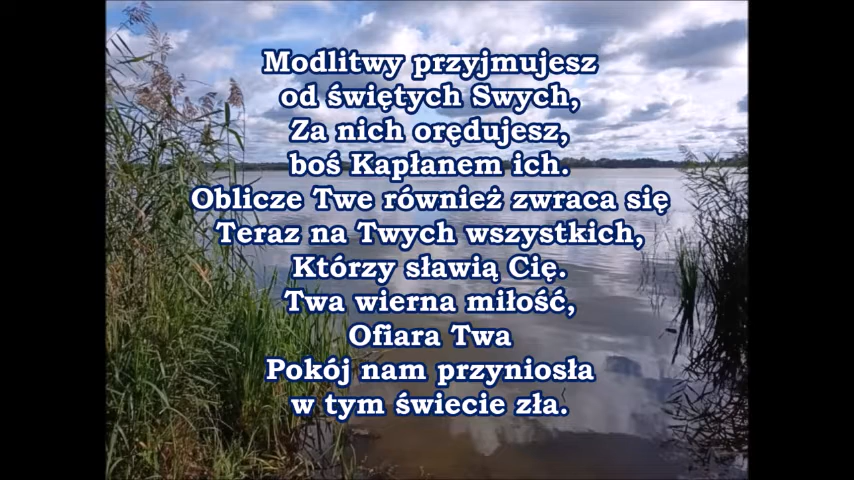 Modlitwy przyjmujesz
od świętych Swych,
Za nich orędujesz,
boś Kapłanem ich.
Oblicze Twe również zwraca się
Teraz na Twych wszystkich,
Którzy sławią Cię.
Twa wierna miłość,
Ofiara Twa
Pokój nam przyniosła
w tym świecie zła.